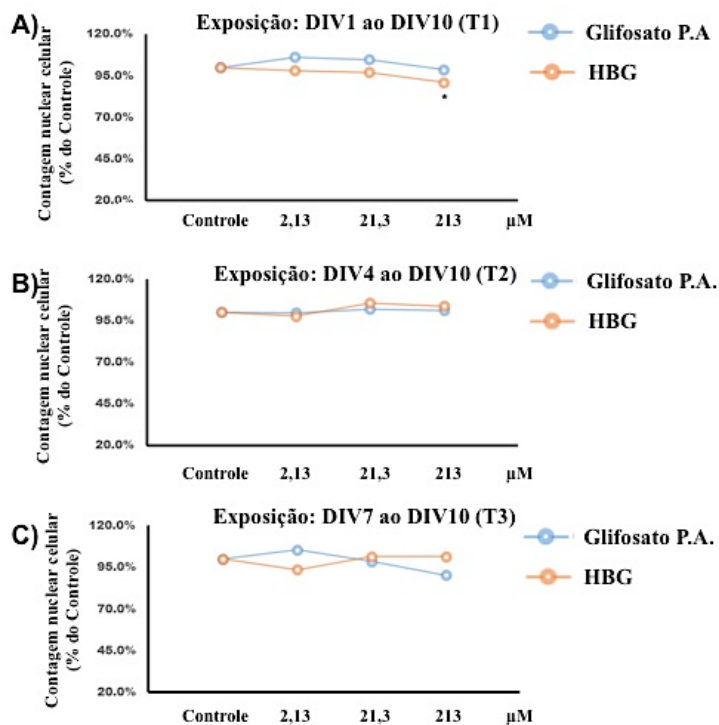 A)
Exposição: DIV1 ao DIV10 (T1)
Contagem nuclear celular
(% do Controle)
120.0%
95.0%
70.0%
45.0%
20.0%
Controle 2,13 21,3 213 µM
*
Glifosato P.A
HBG
B)
Exposição: DIV4 ao DIV10 (T2)
Contagem nuclear celular
(% do Controle)
120.0%
95.0%
70.0%
45.0%
20.0%
Controle 2,13 21,3 213 µM
Glifosato P.A.
HBG
C)
Exposição: DIV7 ao DIV10 (T3)
Contagem nuclear celular
(% do Controle)
120.0%
95.0%
70.0%
45.0%
20.0%
Controle 2,13 21,3 213 µM
Glifosato P.A.
HBG